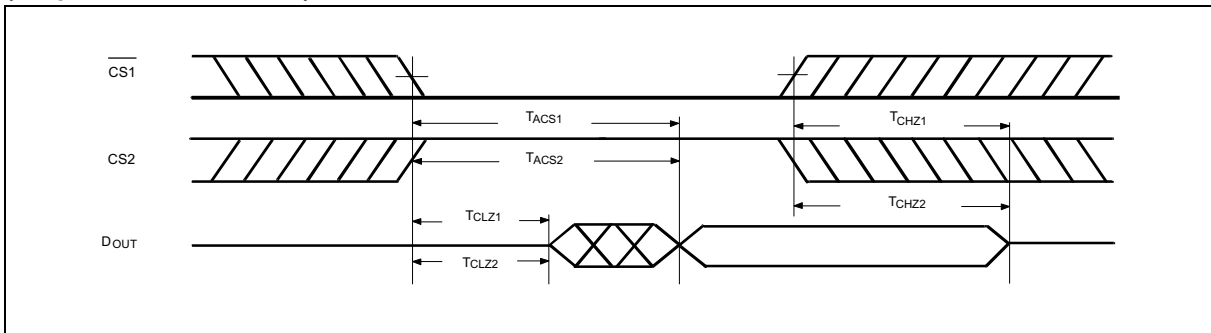 CS1
TACS1
TCHZ1
CS2
TACS2
TCHZ2
TCLZ1
DOUT
TCLZ2